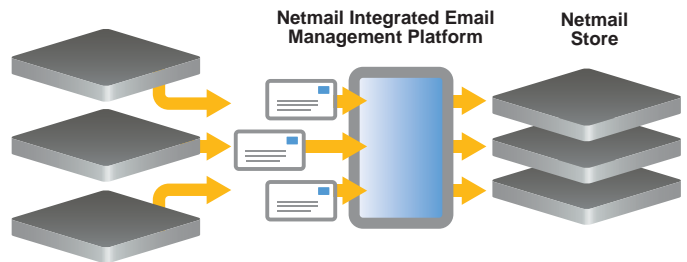 Netmail Integrated Email
Management Platform
Netmail
Store